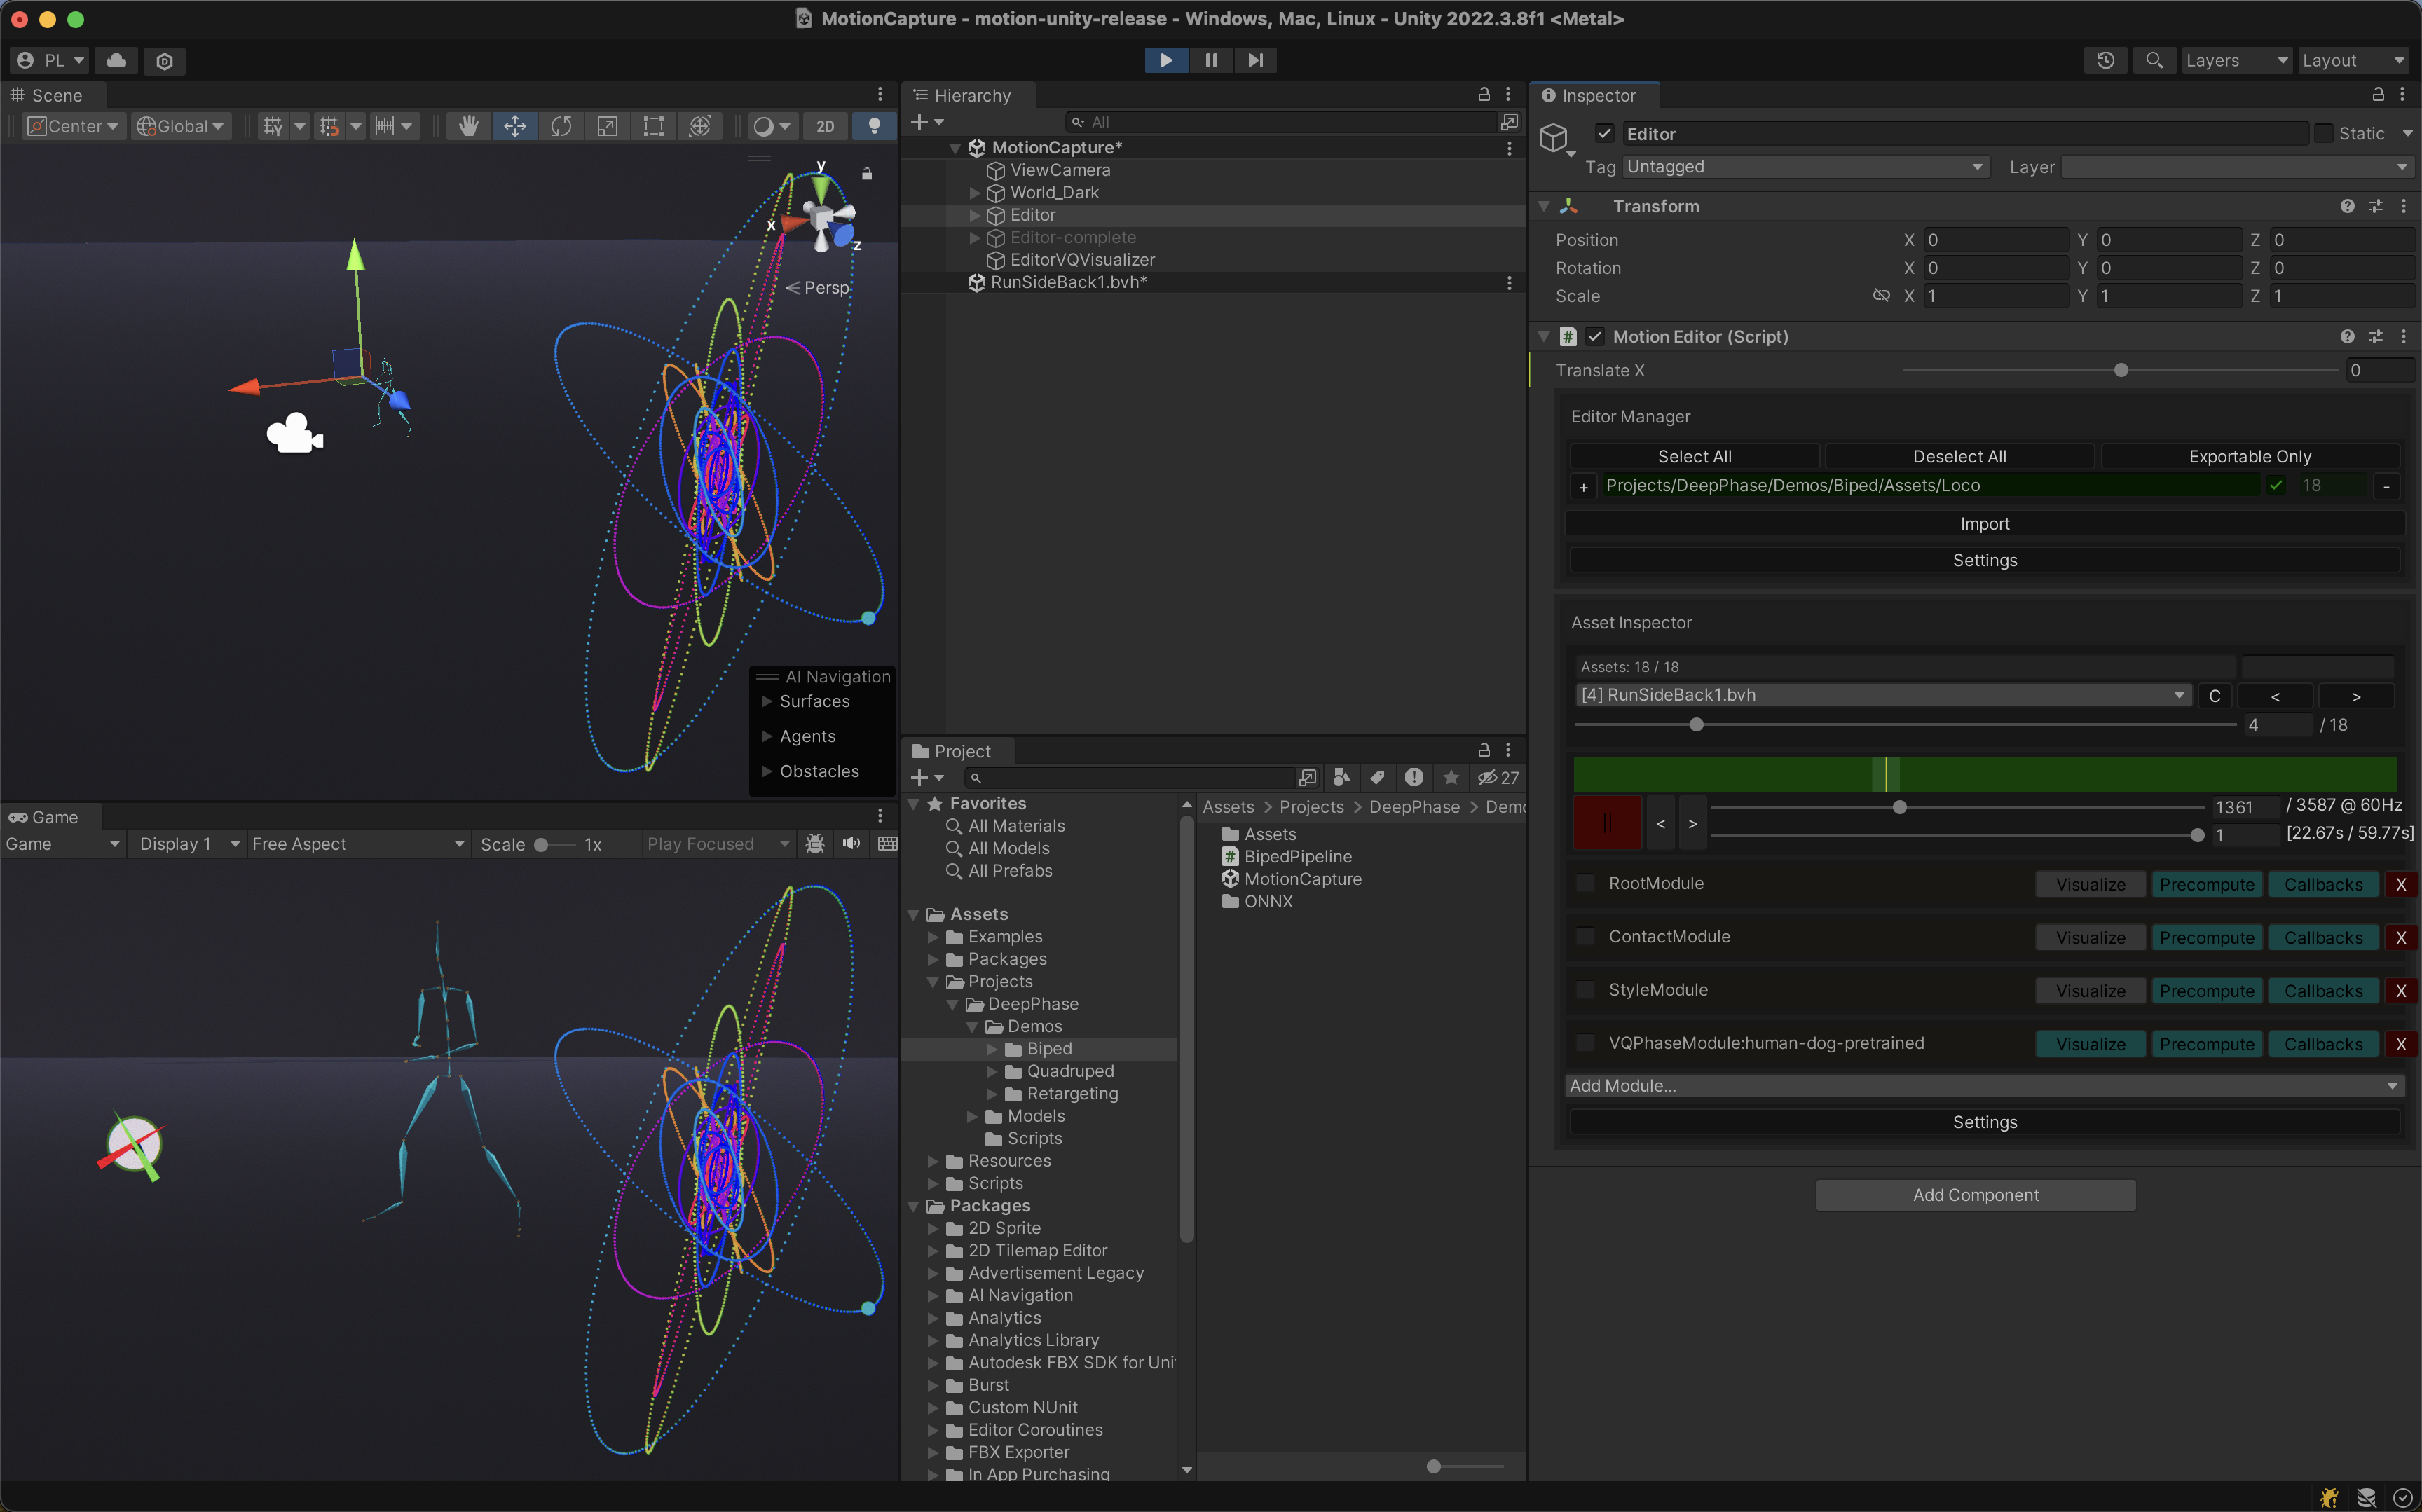 MotionCapture - motion-unity-release - Windows, Mac, Linux - Unity 2022.3.8f1 <Metal>
PL
Layers
Layout
Scene
Center
Global
2D
y
x
z
Persp
AI Navigation
Surfaces
Agents
Obstacles
Game
Game
Display 1
Free Aspect
Scale
1x
Play Focused
Hierarchy
All
MotionCapture*
ViewCamera
World_Dark
Editor
Editor-complete
EditorVQVisualizer
RunSideBack1.bvh*
Project
27
Favorites
All Materials
All Models
All Prefabs
Assets
Examples
Packages
Projects
DeepPhase
Demos
Biped
Quadruped
Retargeting
Models
Scripts
Resources
Scripts
Packages
2D Sprite
2D Tilemap Editor
Advertisement Legacy
AI Navigation
Analytics
Analytics Library
Autodesk FBX SDK for Uni
Burst
Custom NUnit
Editor Coroutines
FBX Exporter
In App Purchasing
Assets > Projects > DeepPhase > Demo
Assets
BipedPipeline
MotionCapture
ONNX
Inspector
Editor
Static
Tag Untagged
Layer
Transform
Position X 0 Y 0 Z 0
Rotation X 0 Y 0 Z 0
Scale X 1 Y 1 Z 1
Motion Editor (Script)
Translate X 0
Editor Manager
Select All Deselect All Exportable Only
+ Projects/DeepPhase/Demos/Biped/Assets/Loco 18 -
Import
Settings
Asset Inspector
Assets: 18 / 18
[4] RunSideBack1.bvh C < >
4 / 18
|| < > 1361 / 3587 @ 60Hz
1 [22.67s / 59.77s]
RootModule Visualize Precompute Callbacks X
ContactModule Visualize Precompute Callbacks X
StyleModule Visualize Precompute Callbacks X
VQPhaseModule:human-dog-pretrained Visualize Precompute Callbacks X
Add Module...
Settings
Add Component